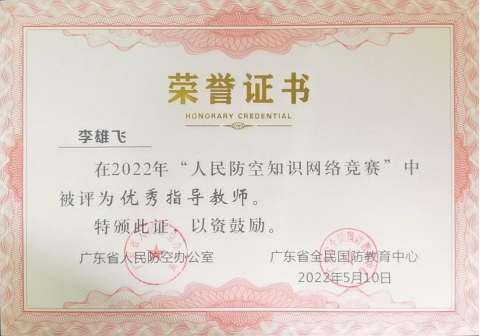 荣誉证书
HONORARY CREDENTIAL
李雄飞
在2022年“人民防空知识网络竞赛”中
被评为优秀指导教师。
特颁此证，以资鼓励。
广东省人民防空办公室 广东省全民国防教育中心
2022年5月10日